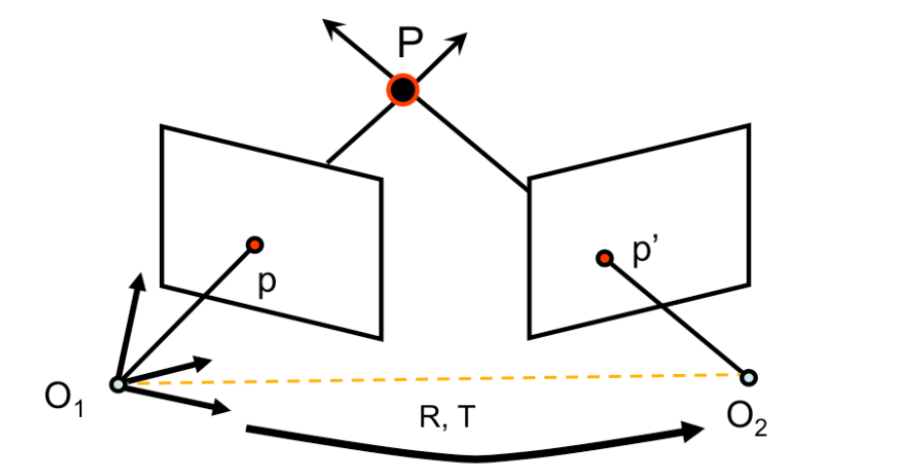 P
p
p’
O₁
R, T
O₂